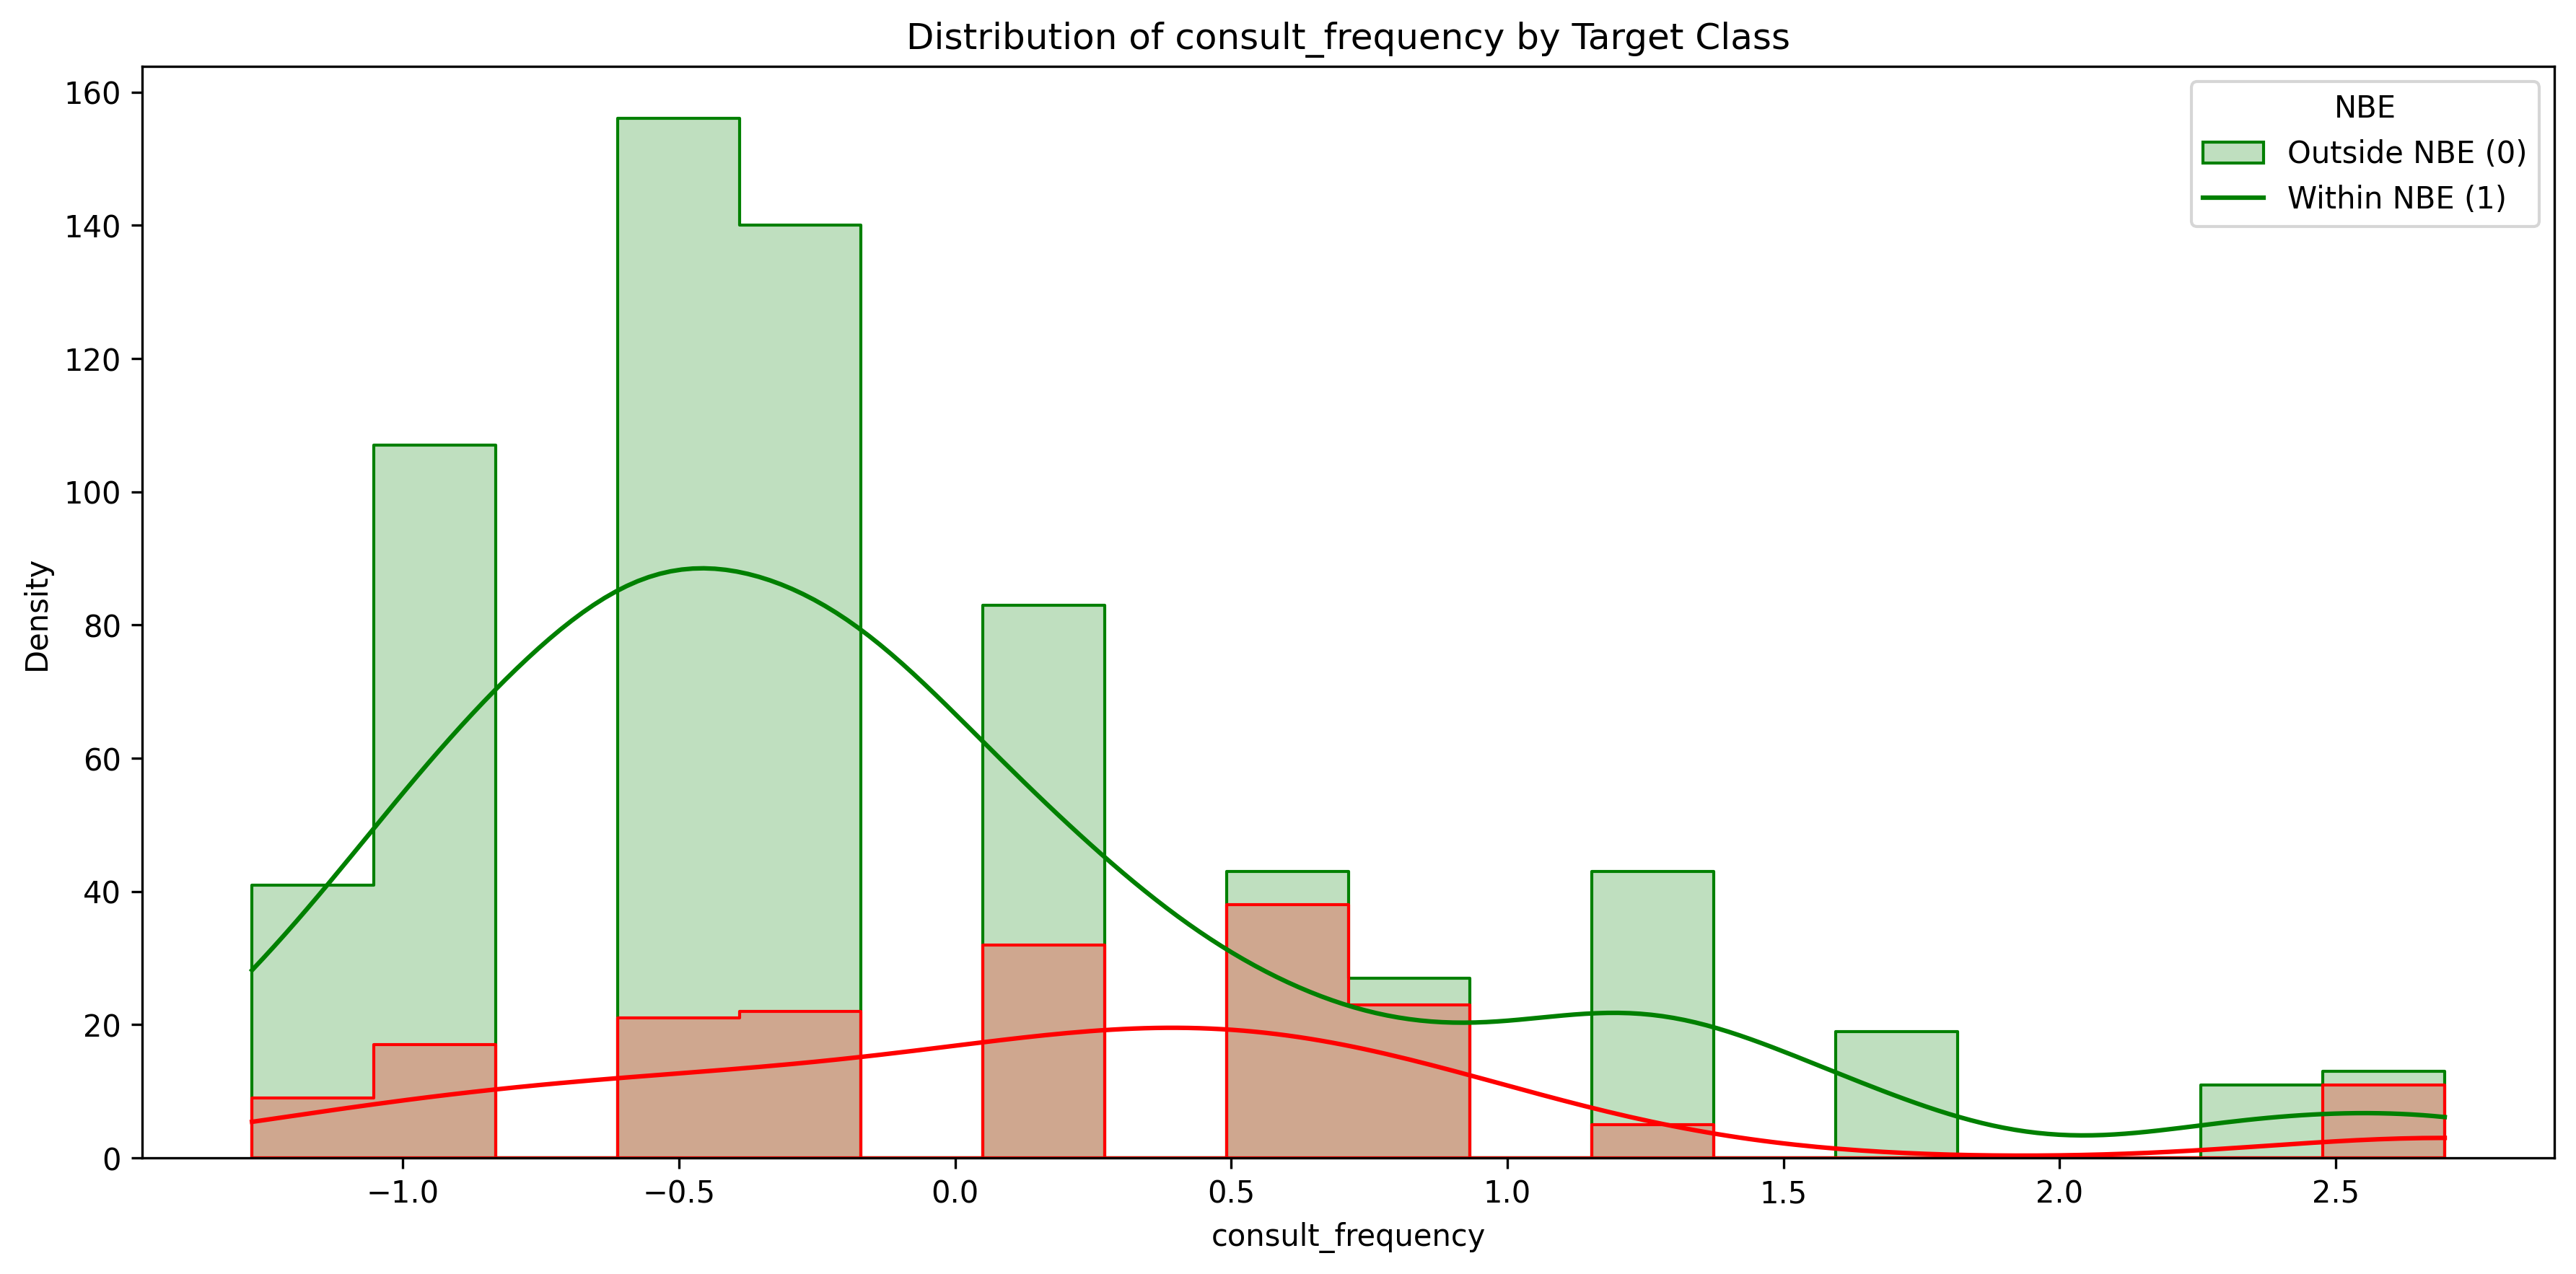 Distribution of consult_frequency by Target Class
NBE
Outside NBE (0)
Within NBE (1)
Density
160
140
120
100
80
60
40
20
0
−1.0 −0.5 0.0 0.5 1.0 1.5 2.0 2.5
consult_frequency